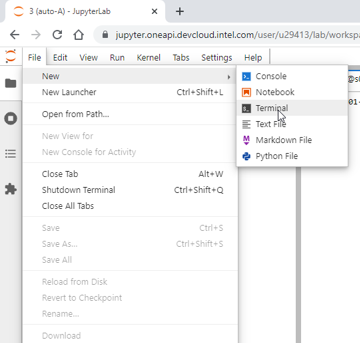 3 (auto-A) - JupyterLab
jupyter.oneapi.devcloud.intel.com/user/u29413/lab/workspa
File Edit View Run Kernel Tabs Settings Help
New
New Launcher Ctrl+Shift+L
Open from Path...
New View for
New Console for Activity
Close Tab Alt+W
Shutdown Terminal Ctrl+Shift+Q
Close All Tabs
Save Ctrl+S
Save As... Ctrl+Shift+S
Save All
Reload from Disk
Revert to Checkpoint
Rename...
Download
Console
Notebook
Terminal
Text File
Markdown File
Python File